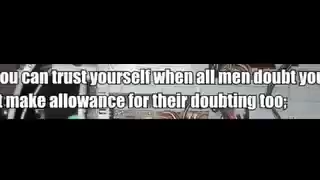 ou can trust yourself when all men doubt you
t make allowance for their doubting too;